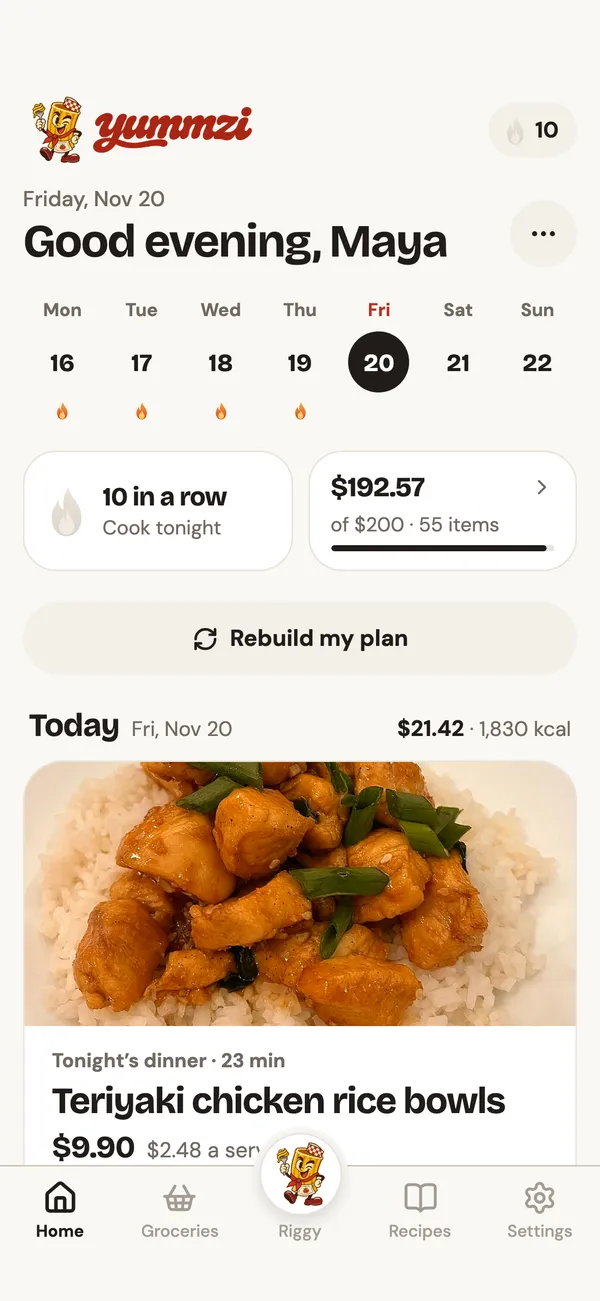 yummzi
10
Friday, Nov 20
Good evening, Maya
...
Mon Tue Wed Thu Fri Sat Sun
16 17 18 19 20 21 22
10 in a row
Cook tonight
$192.57
of $200 · 55 items
Rebuild my plan
Today Fri, Nov 20 $21.42 · 1,830 kcal
Tonight’s dinner · 23 min
Teriyaki chicken rice bowls
$9.90 $2.48 a
Home Groceries Riggy Recipes Settings